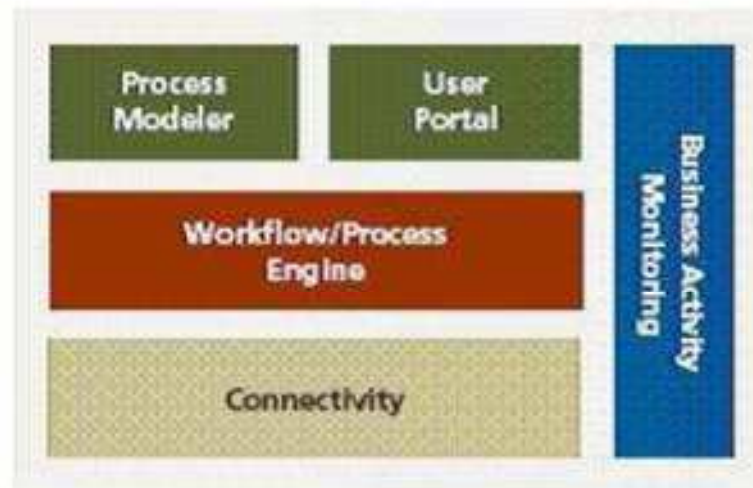 Process
Modeler
User
Portal
Workflow/Process
Engine
Connectivity
Business Activity
Monitoring